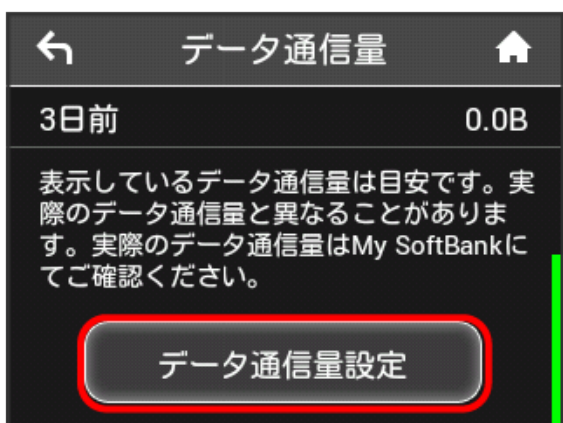 データ通信量
3日前 0.0B
表示しているデータ通信量は目安です。実
際のデータ通信量と異なることがありま
す。実際のデータ通信量はMy SoftBankに
てご確認ください。
データ通信量設定